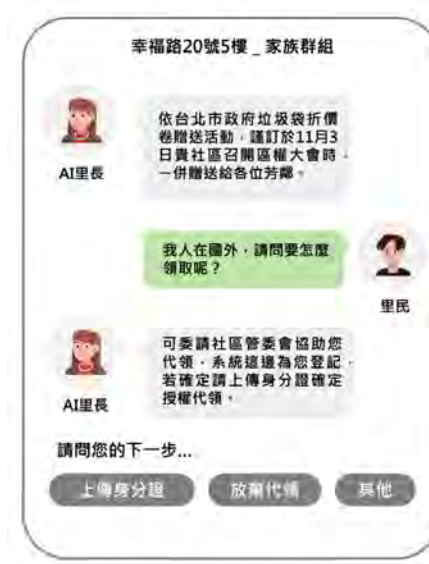 幸福路20號5樓 _ 家族群組
依台北市政府垃圾袋折價
卷贈送活動，謹訂於11月3
日貴社區召開區權大會時，
一併贈送給各位芳鄰。
AI里長
我人在國外，請問要怎麼
領取呢？
里民
可委請社區管委會協助您
代領，系統這邊為您登記，
若確定請上傳身分證確定
授權代領。
AI里長
請問您的下一步...
上傳身分證
放棄代領
其他